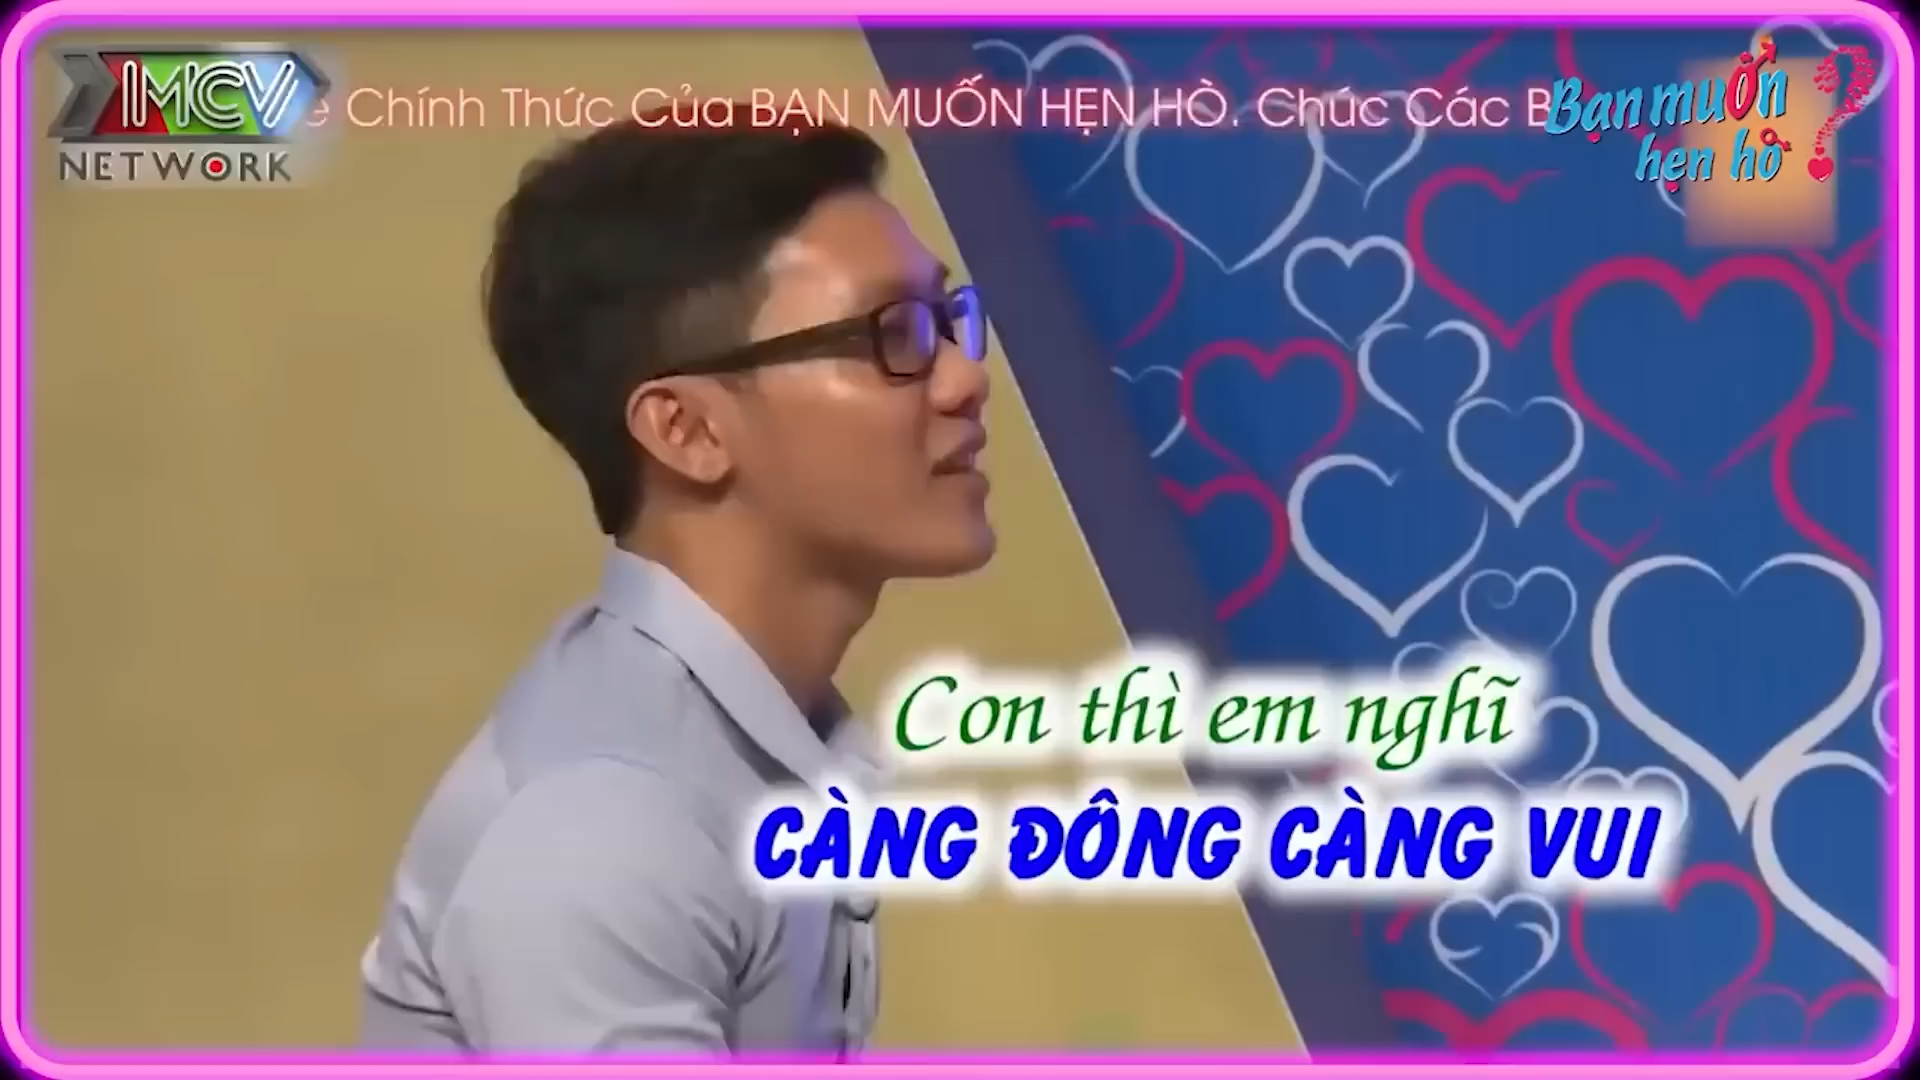 MCV
NETWORK
Chính Thức Của BẠN MUỐN HẸN HÒ. Chúc Các
Bạn muốn
hẹn hò
Con thì em nghĩ
CÀNG ĐÔNG CÀNG VUI